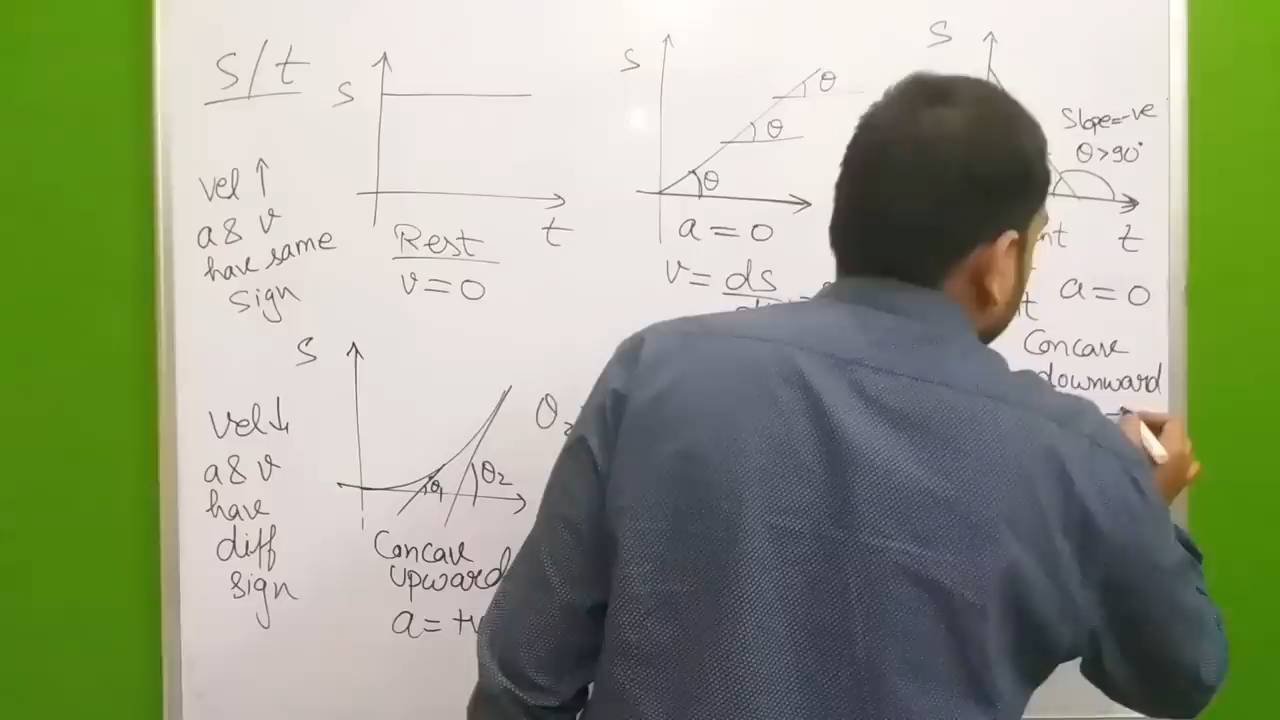 s/t
s
t
Rest
v=0
vel ↑
a & v
have same
sign
s
θ
θ
θ
a=0
v=ds
s
Slope=-ve
θ>90°
t
a=0
Concave
downward
vel↓
a & v
have
diff
sign
s
θ1
θ2
Concave
upward